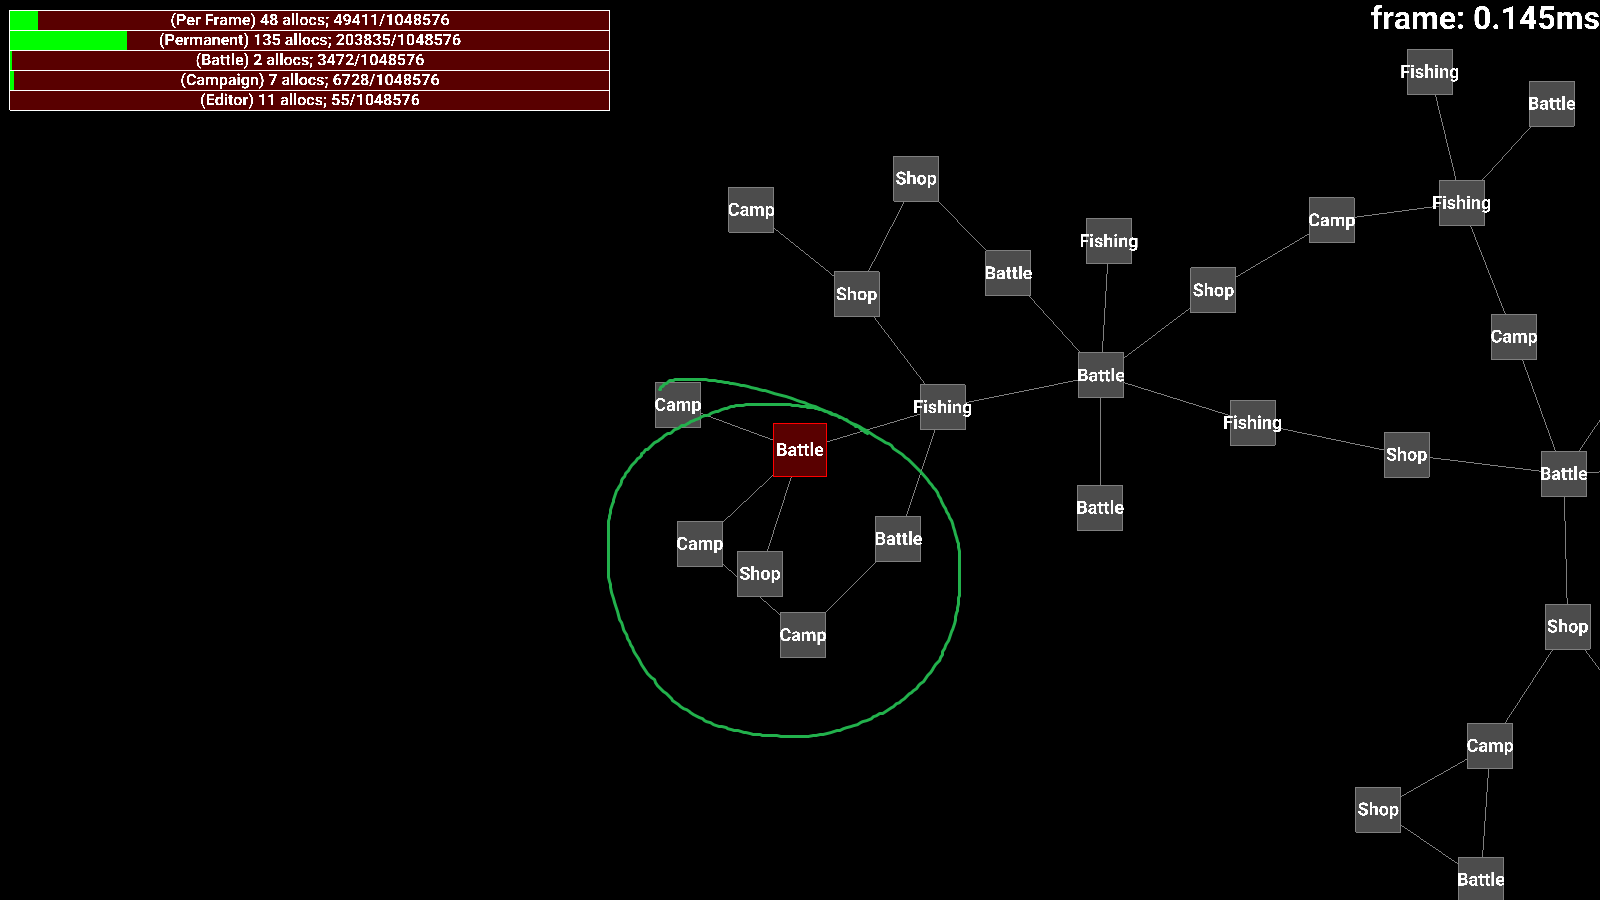 (Per Frame) 48 allocs; 49411/1048576
(Permanent) 135 allocs; 203835/1048576
(Battle) 2 allocs; 3472/1048576
(Campaign) 7 allocs; 6728/1048576
(Editor) 11 allocs; 55/1048576
frame: 0.145ms
Fishing
Battle
Shop
Camp
Fishing
Camp
Fishing
Battle
Shop
Shop
Camp
Battle
Camp
Fishing
Fishing
Battle
Shop
Battle
Battle
Battle
Camp
Shop
Shop
Camp
Camp
Shop
Battle